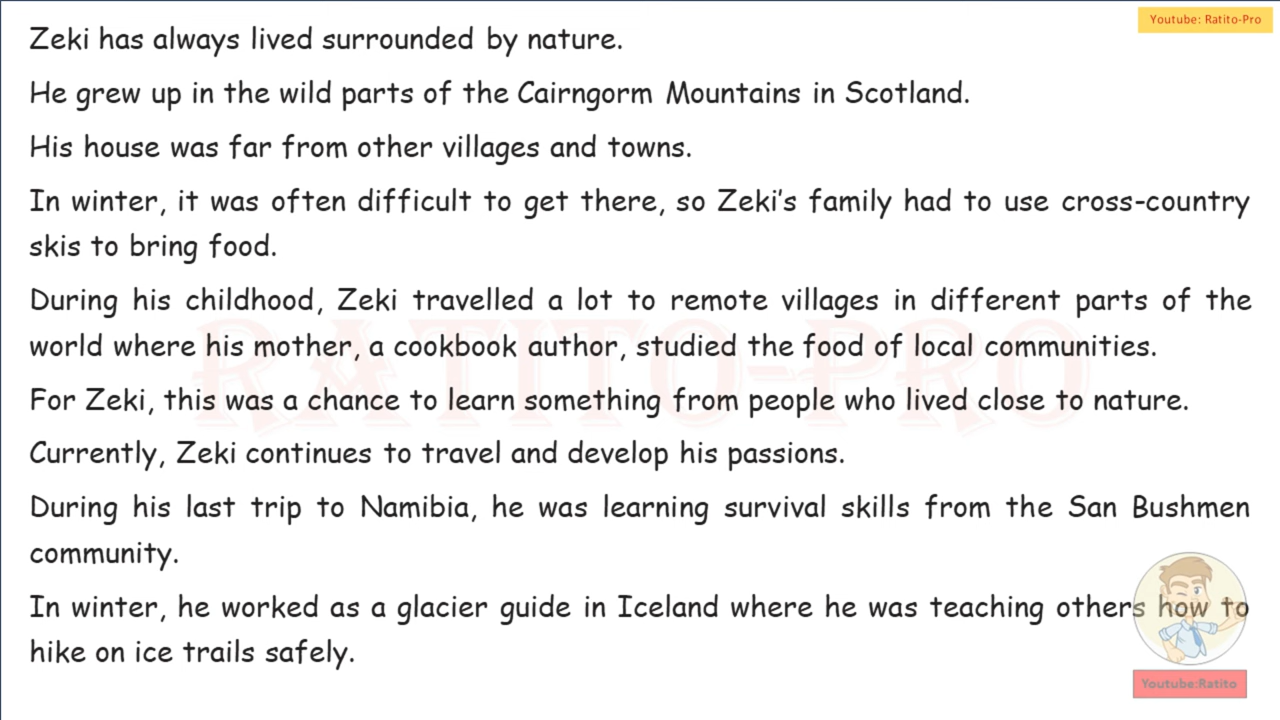 Youtube: Ratito-Pro
Zeki has always lived surrounded by nature.
He grew up in the wild parts of the Cairngorm Mountains in Scotland.
His house was far from other villages and towns.
In winter, it was often difficult to get there, so Zeki's family had to use cross-country
skis to bring food.
During his childhood, Zeki travelled a lot to remote villages in different parts of the
world where his mother, a cookbook author, studied the food of local communities.
RATITO-PRO
For Zeki, this was a chance to learn something from people who lived close to nature.
Currently, Zeki continues to travel and develop his passions.
During his last trip to Namibia, he was learning survival skills from the San Bushmen
community.
In winter, he worked as a glacier guide in Iceland where he was teaching others how to
hike on ice trails safely.
Youtube:Ratito